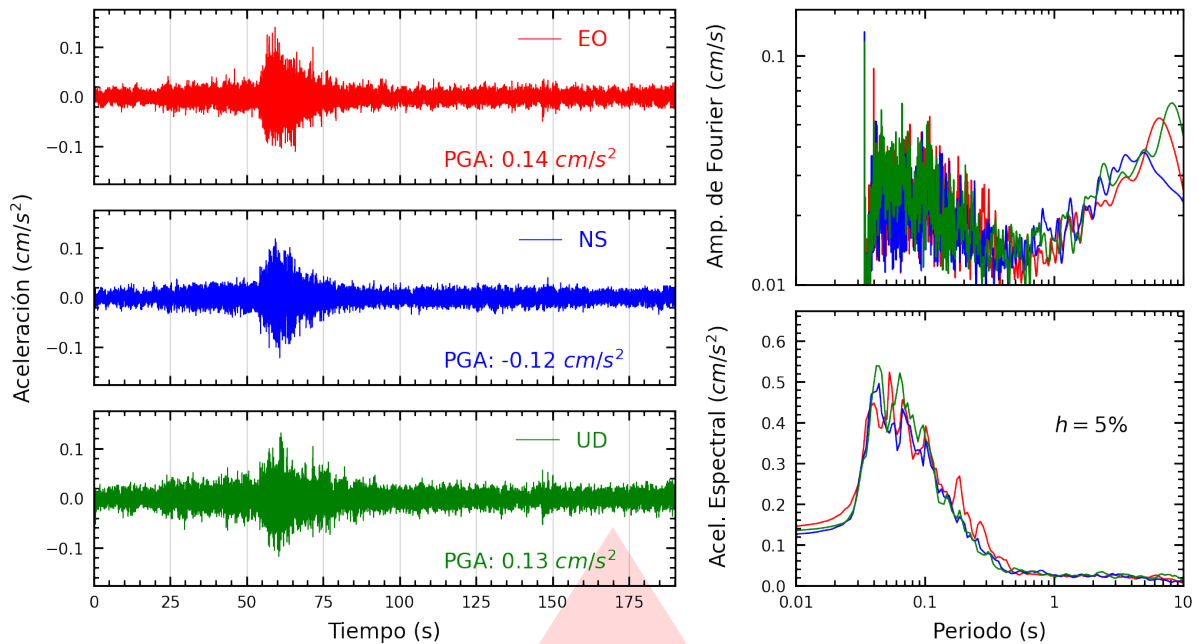 Aceleración (cm/s²)
0.1
0.0
−0.1
EO
PGA: 0.14 cm/s²
0.1
0.0
−0.1
NS
PGA: -0.12 cm/s²
0.1
0.0
−0.1
UD
PGA: 0.13 cm/s²
0 25 50 75 100 125 150 175
Tiempo (s)
Amp. de Fourier (cm/s)
0.1
0.01
Acel. Espectral (cm/s²)
0.6
0.5
0.4
0.3
0.2
0.1
0.0
h = 5%
0.01 0.1 1 10
Periodo (s)